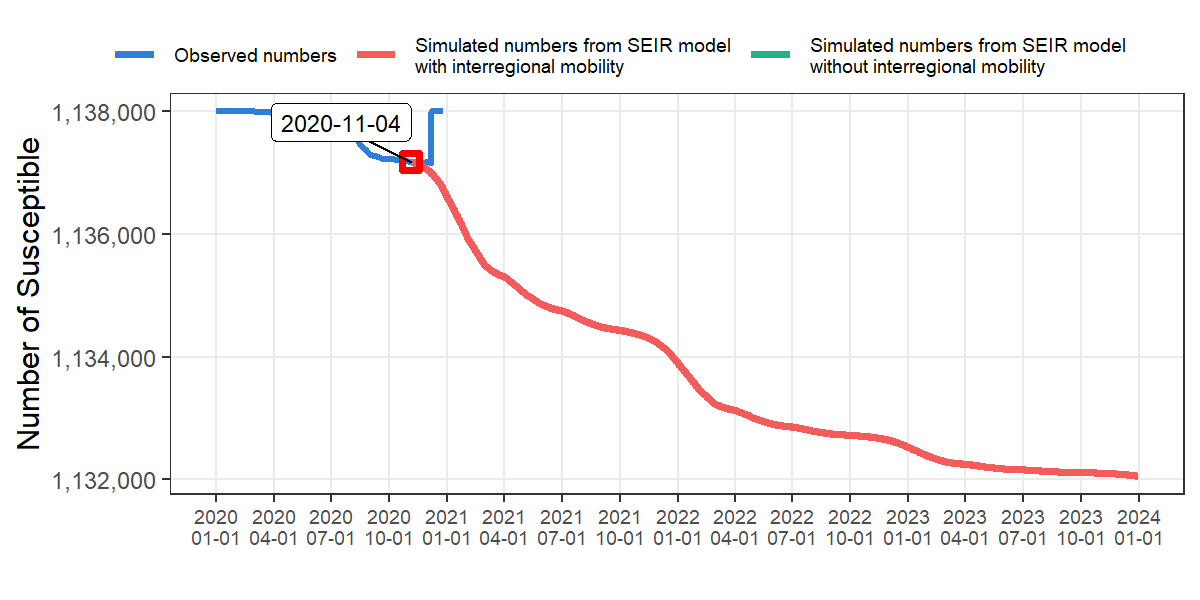 Observed numbers
Simulated numbers from SEIR model
with interregional mobility
Simulated numbers from SEIR model
without interregional mobility
Number of Susceptible
1,138,000
1,136,000
1,134,000
1,132,000
2020-11-04
2020 2020 2020 2020 2021 2021 2021 2021 2022 2022 2022 2022 2023 2023 2023 2023 2024
01-01 04-01 07-01 10-01 01-01 04-01 07-01 10-01 01-01 04-01 07-01 10-01 01-01 04-01 07-01 10-01 01-01